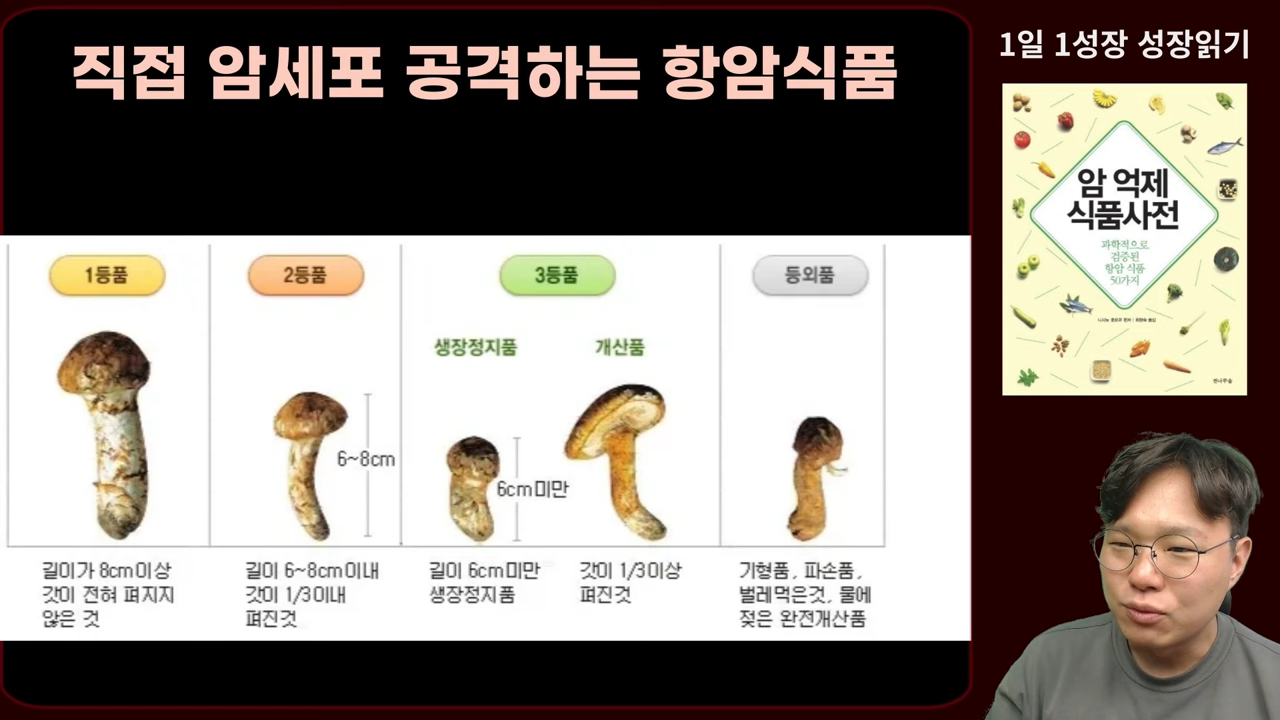 직접 암세포 공격하는 항암식품
1일 1성장 성장읽기
암 억제
식품사전
과학적으로
검증된
항암 식품
50가지
전나무숲
1등품
2등품
3등품
등외품
생장정지품
개산품
6~8cm
6cm미만
길이가 8cm이상
갓이 전혀 펴지지
않은 것
길이 6~8cm이내
갓이 1/3이내
펴진것
길이 6cm미만
생장정지품
갓이 1/3이상
펴진것
기형품, 파손품,
벌레먹은것, 물에
젖은 완전개산품